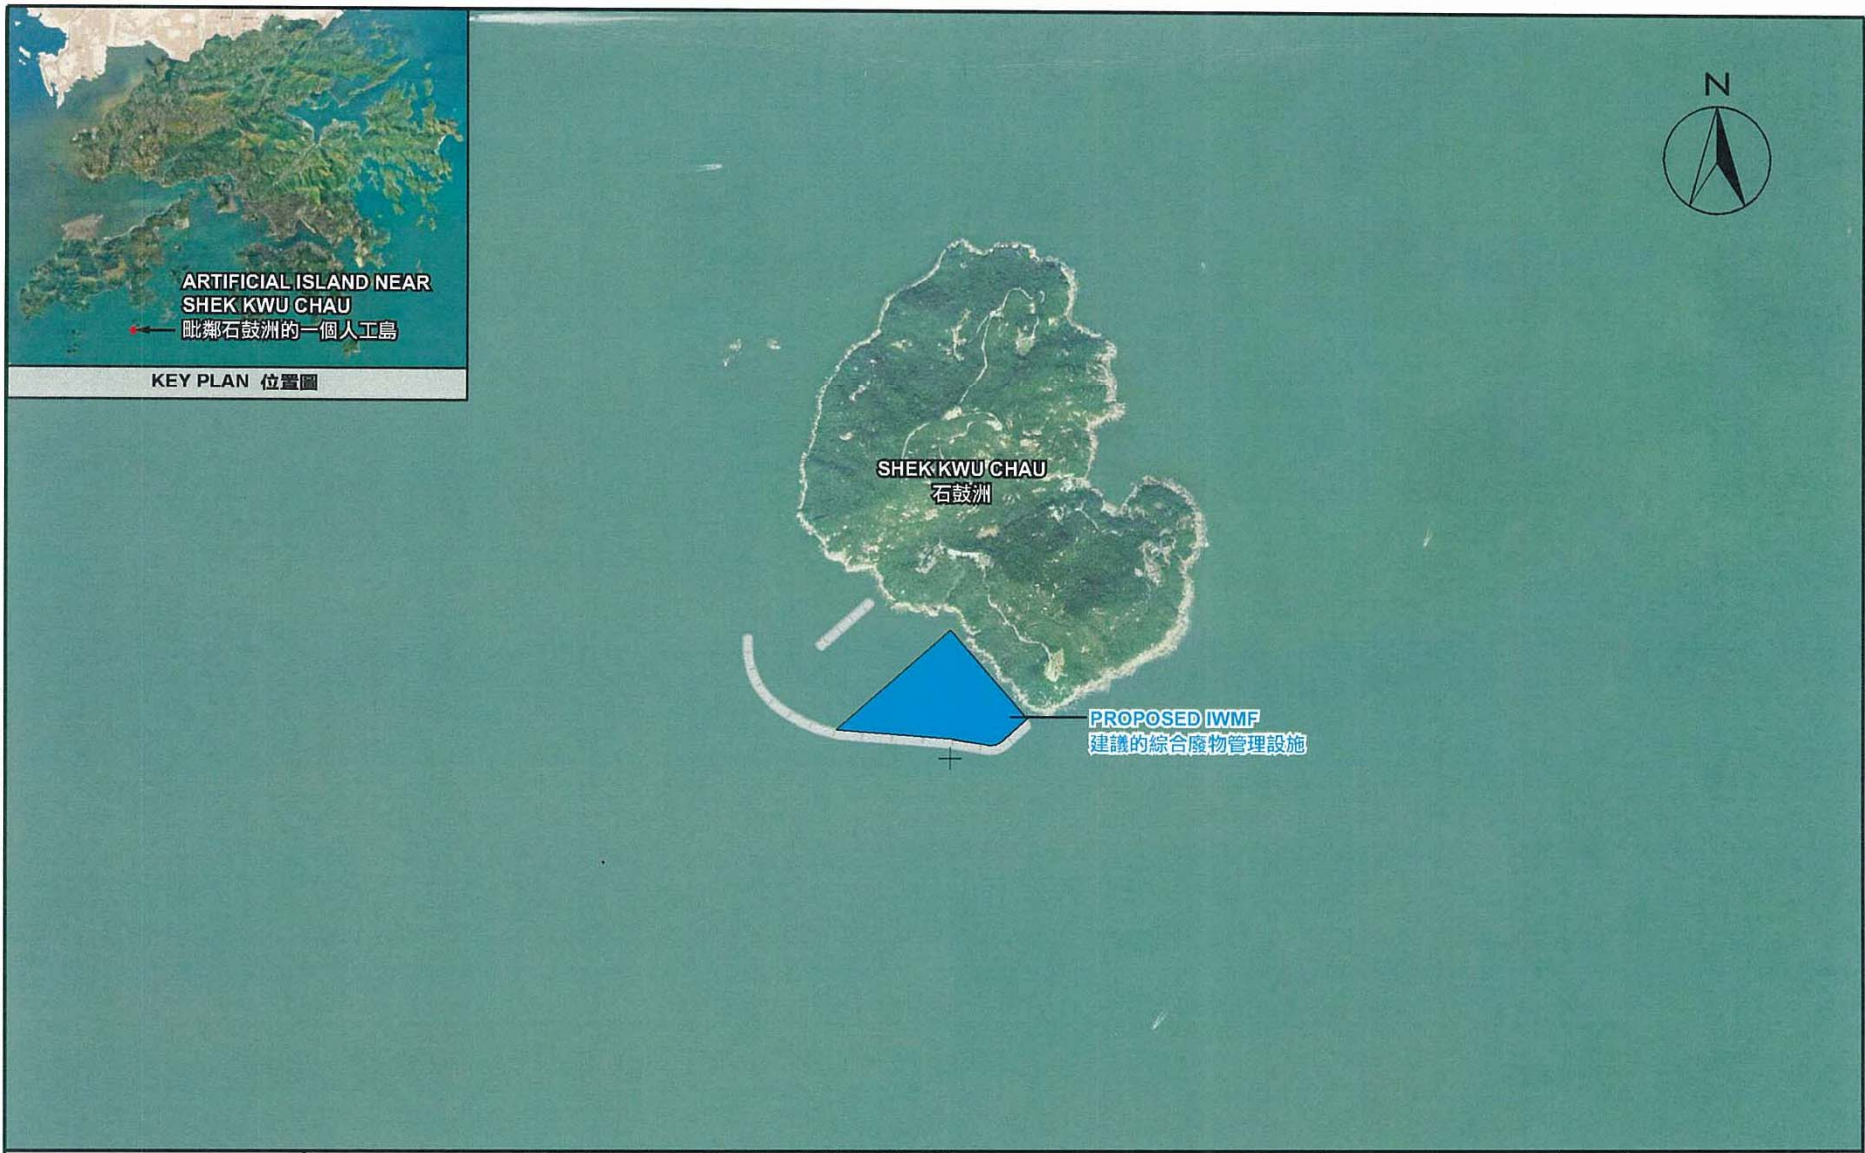 ARTIFICIAL ISLAND NEAR
SHEK KWU CHAU
毗鄰石鼓洲的一個人工島
KEY PLAN 位置圖
N
SHEK KWU CHAU
石鼓洲
PROPOSED IWMF
建議的綜合廢物管理設施